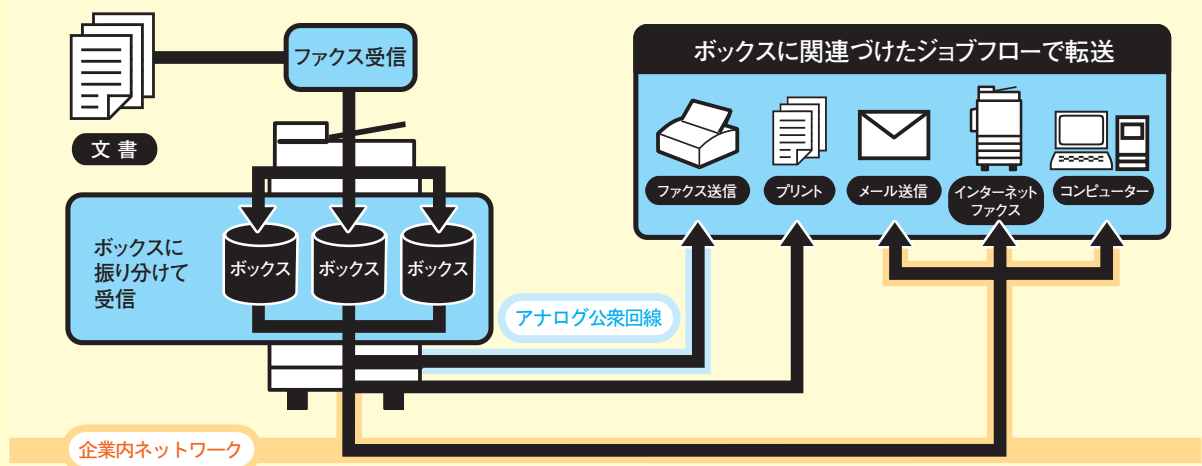 ファクス受信
文書
ボックスに
振り分けて
受信
ボックス
ボックス
ボックス
ボックスに関連づけたジョブフローで転送
ファクス送信
プリント
メール送信
インターネット
ファクス
コンピューター
アナログ公衆回線
企業内ネットワーク